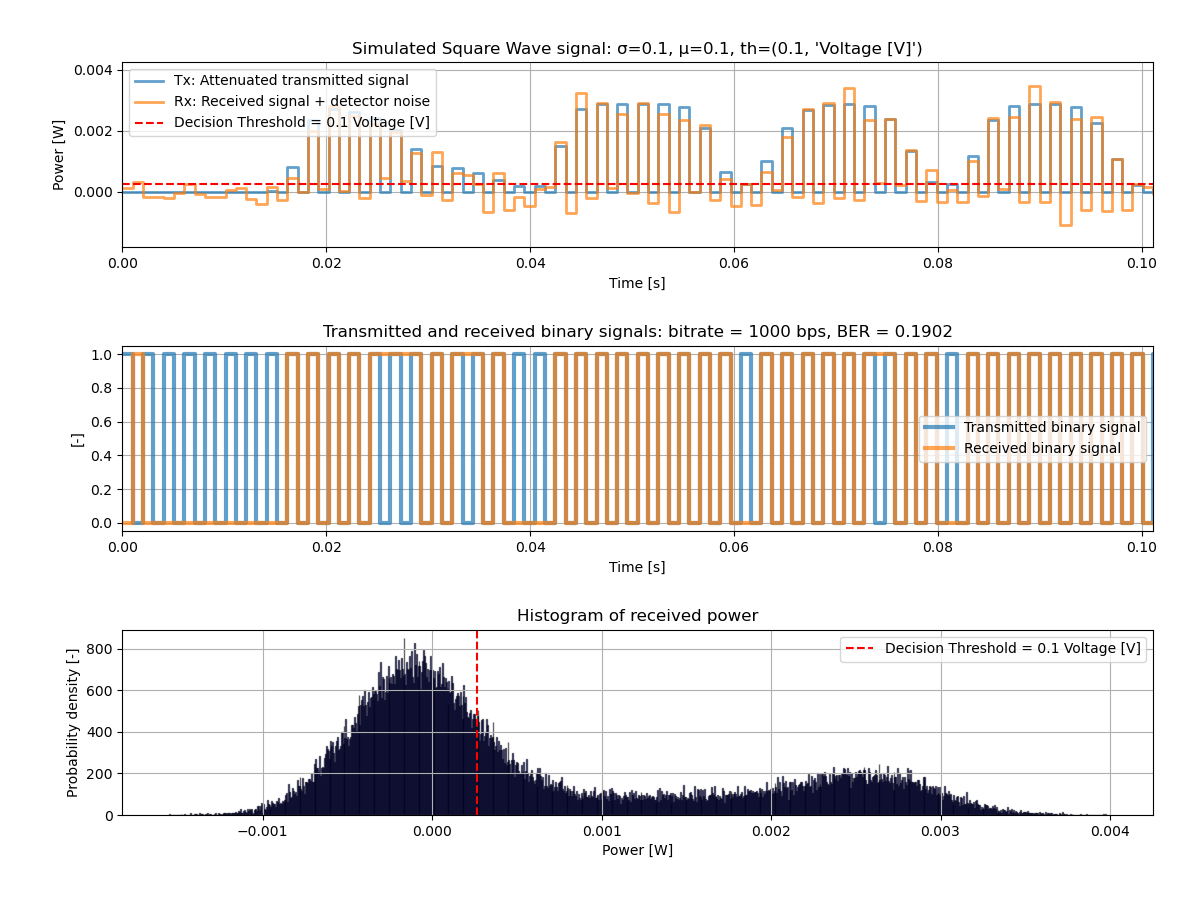 Simulated Square Wave signal: σ=0.1, μ=0.1, th=(0.1, 'Voltage [V]')
0.004
0.002
0.000
Power [W]
Tx: Attenuated transmitted signal
Rx: Received signal + detector noise
Decision Threshold = 0.1 Voltage [V]
0.00 0.02 0.04 0.06 0.08 0.10
Time [s]
Transmitted and received binary signals: bitrate = 1000 bps, BER = 0.1902
1.0
0.8
0.6
0.4
0.2
0.0
[-]
Transmitted binary signal
Received binary signal
0.00 0.02 0.04 0.06 0.08 0.10
Time [s]
Histogram of received power
800
600
400
200
0
Probability density [-]
Decision Threshold = 0.1 Voltage [V]
−0.001 0.000 0.001 0.002 0.003 0.004
Power [W]